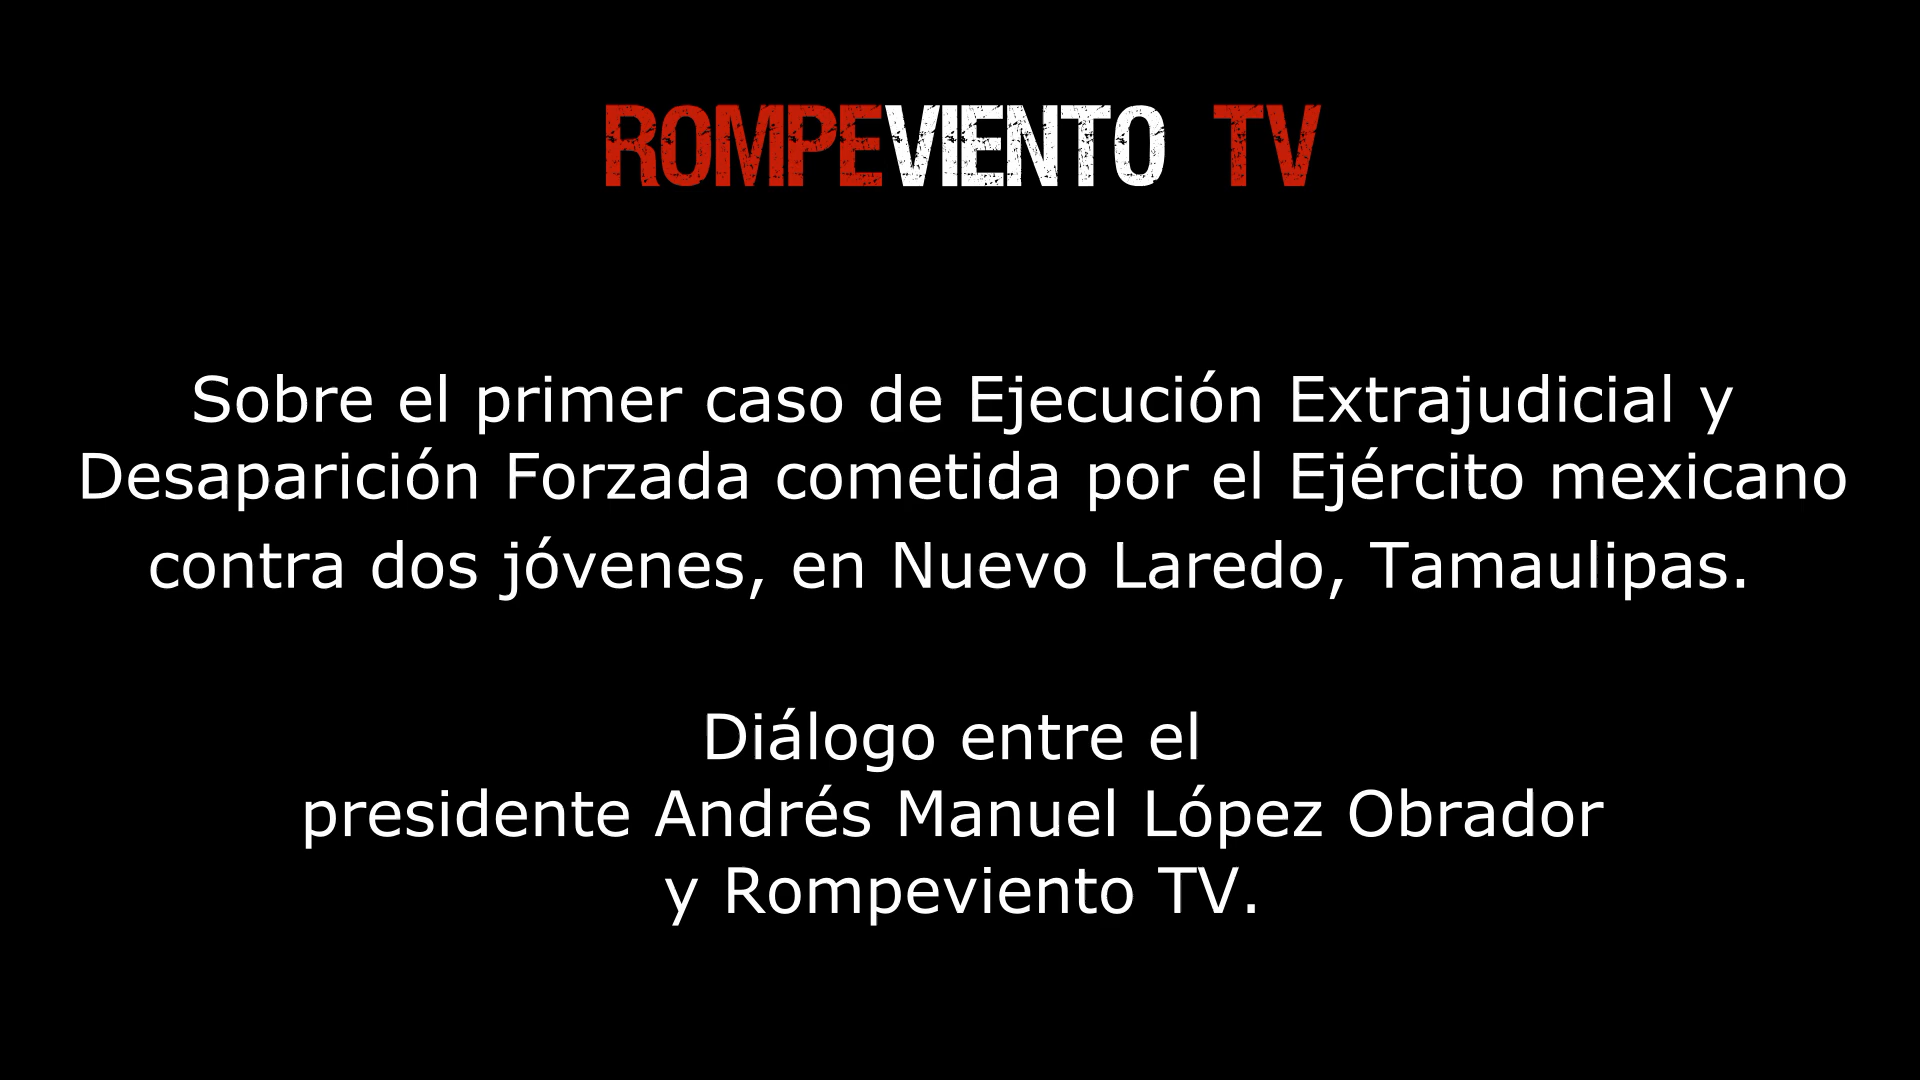 ROMPEVIENTO TV
Sobre el primer caso de Ejecución Extrajudicial y
Desaparición Forzada cometida por el Ejército mexicano
contra dos jóvenes, en Nuevo Laredo, Tamaulipas.
Diálogo entre el
presidente Andrés Manuel López Obrador
y Rompeviento TV.